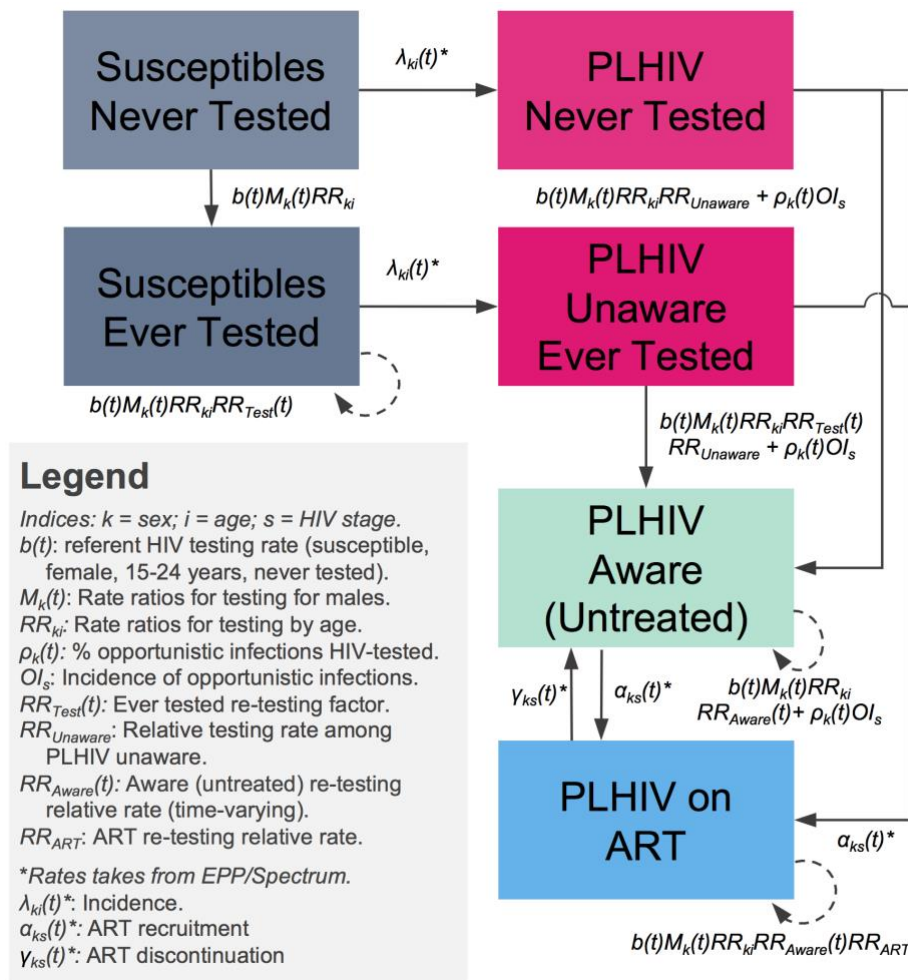 Susceptibles
Never Tested
λki(t)*
PLHIV
Never Tested
b(t)Mk(t)RRki
b(t)Mk(t)RRkiRRUnaware + ρk(t)OIs
Susceptibles
Ever Tested
λki(t)*
PLHIV
Unaware
Ever Tested
b(t)Mk(t)RRkiRRTest(t)
b(t)Mk(t)RRkiRRTest(t)
RRUnaware + ρk(t)OIs
PLHIV
Aware
(Untreated)
γks(t)*
αks(t)*
b(t)Mk(t)RRki
RRAware(t)+ ρk(t)OIs
PLHIV on
ART
αks(t)*
b(t)Mk(t)RRkiRRAware(t)RRART
Legend
Indices: k = sex; i = age; s = HIV stage.
b(t): referent HIV testing rate (susceptible,
female, 15-24 years, never tested).
Mk(t): Rate ratios for testing for males.
RRki: Rate ratios for testing by age.
ρk(t): % opportunistic infections HIV-tested.
OIs: Incidence of opportunistic infections.
RRTest(t): Ever tested re-testing factor.
RRUnaware: Relative testing rate among
PLHIV unaware.
RRAware(t): Aware (untreated) re-testing
relative rate (time-varying).
RRART: ART re-testing relative rate.
*Rates takes from EPP/Spectrum.
λki(t)*: Incidence.
αks(t)*: ART recruitment
γks(t)*: ART discontinuation